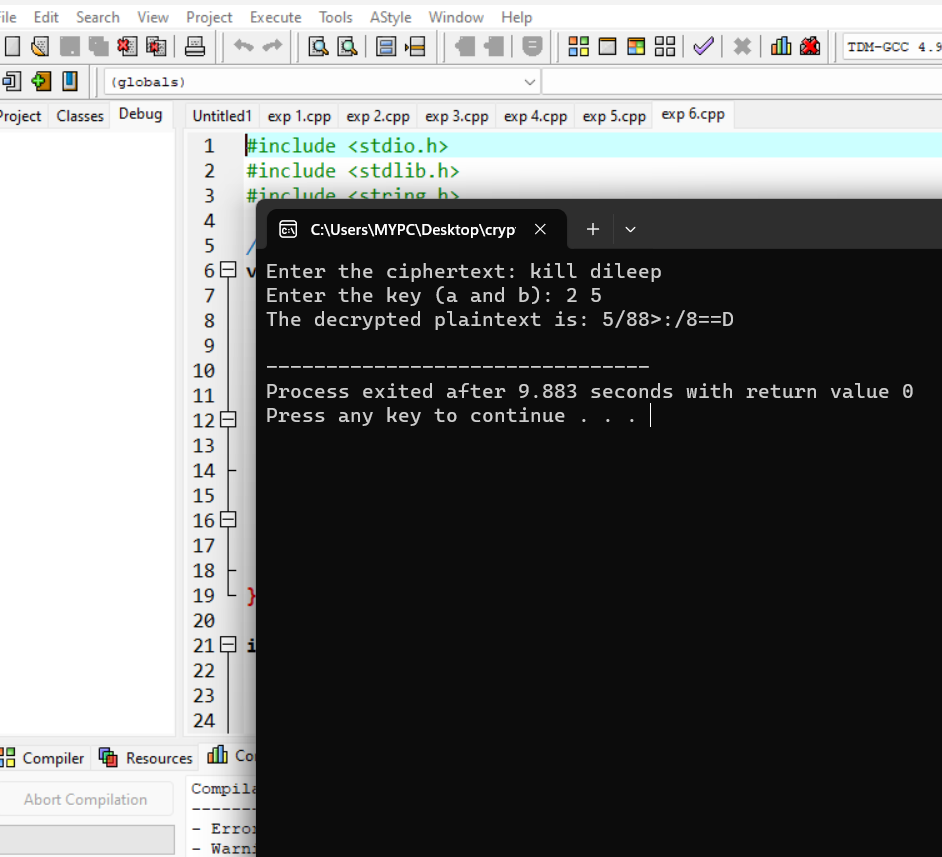 File Edit Search View Project Execute Tools AStyle Window Help
TDM-GCC 4.9
(globals)
Project Classes Debug
Untitled1 exp 1.cpp exp 2.cpp exp 3.cpp exp 4.cpp exp 5.cpp exp 6.cpp
1 #include <stdio.h>
2 #include <stdlib.h>
3 #include <string.h>
4
5 /
6 v
7
8
9
10
11
12
13
14
15
16
17
18
19 }
20
21 i
22
23
24
C:\Users\MYPC\Desktop\cryp
Enter the ciphertext: kill dileep
Enter the key (a and b): 2 5
The decrypted plaintext is: 5/88>:/8==D
--------------------------------
Process exited after 9.883 seconds with return value 0
Press any key to continue . . .
Compiler Resources Co
Abort Compilation
Compila
- Error
- Warni